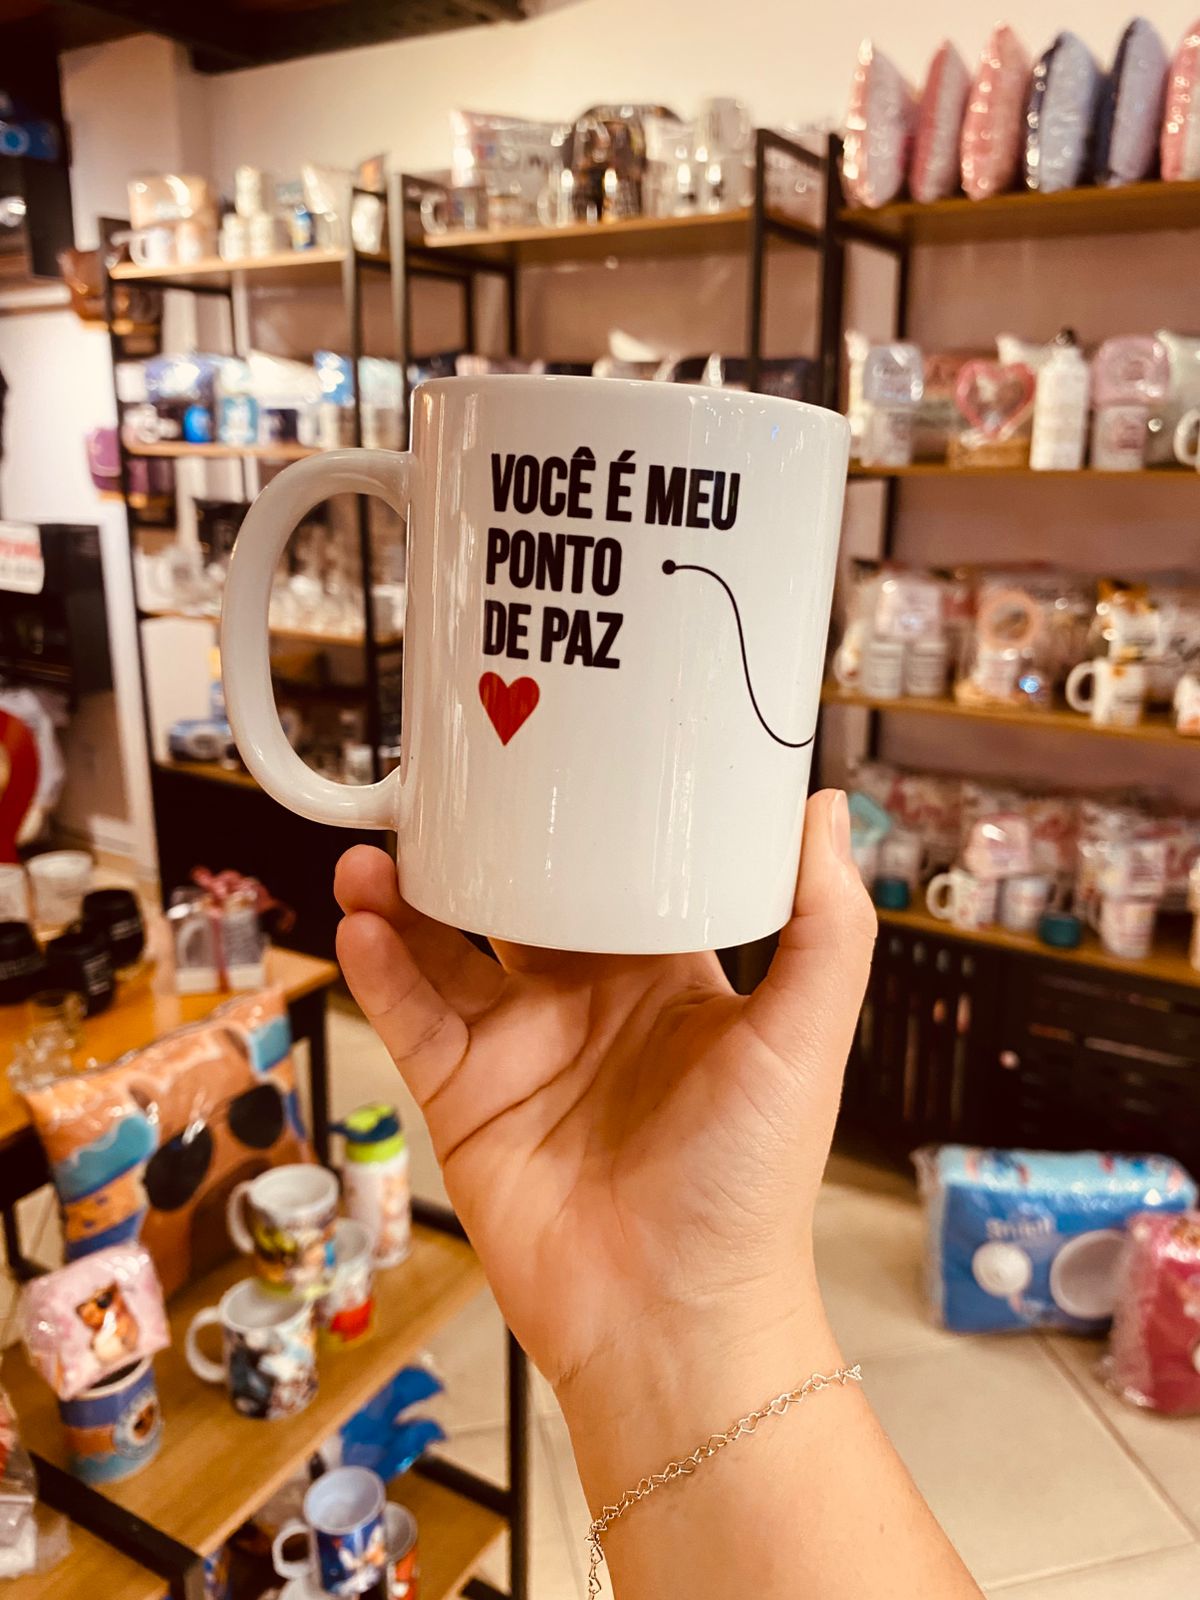 VOCÊ É MEU
PONTO
DE PAZ